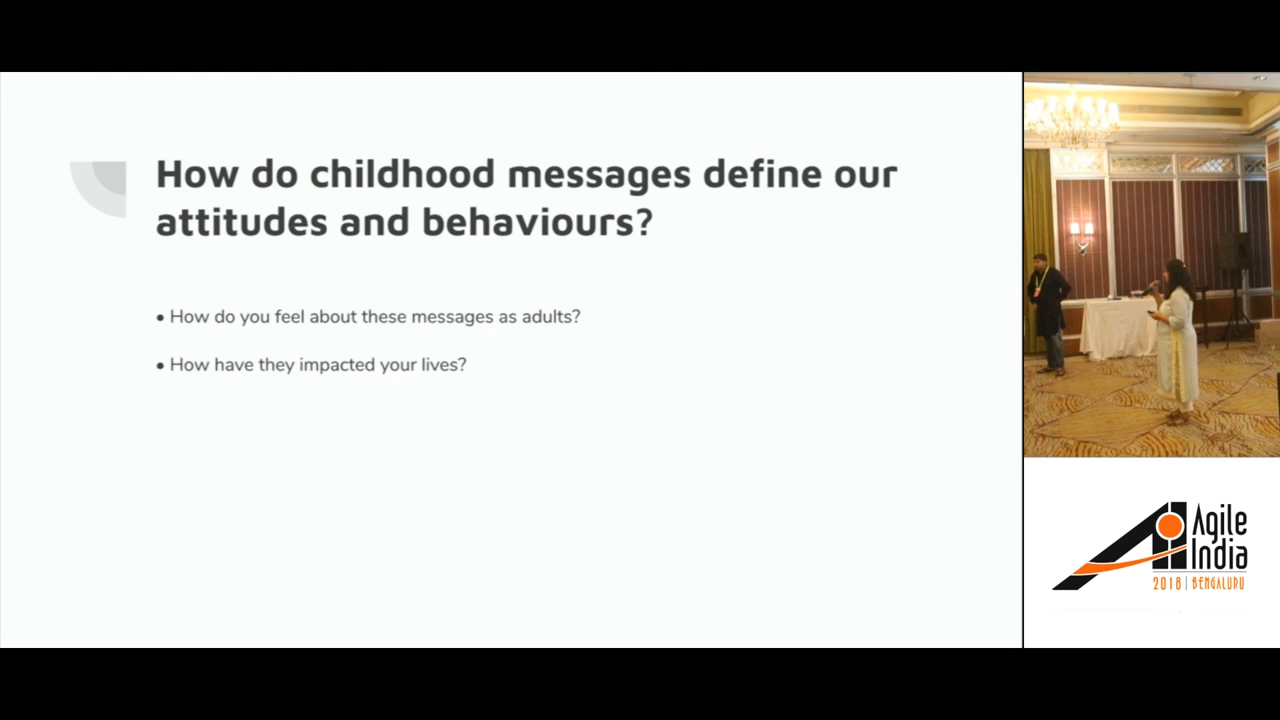 How do childhood messages define our
attitudes and behaviours?
• How do you feel about these messages as adults?
• How have they impacted your lives?
Agile
India
2018 | BENGALURU